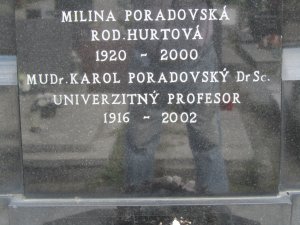 MILINA PORADOVSKÁ
ROD. HURTOVÁ
1920 - 2000
MUDr. KAROL PORADOVSKÝ DrSc.
UNIVERZITNÝ PROFESOR
1916 - 2002